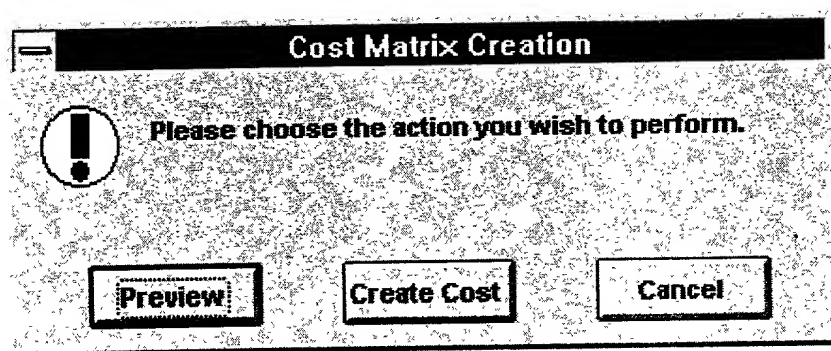 Cost Matrix Creation
Please choose the action you wish to perform.
Preview Create Cost Cancel